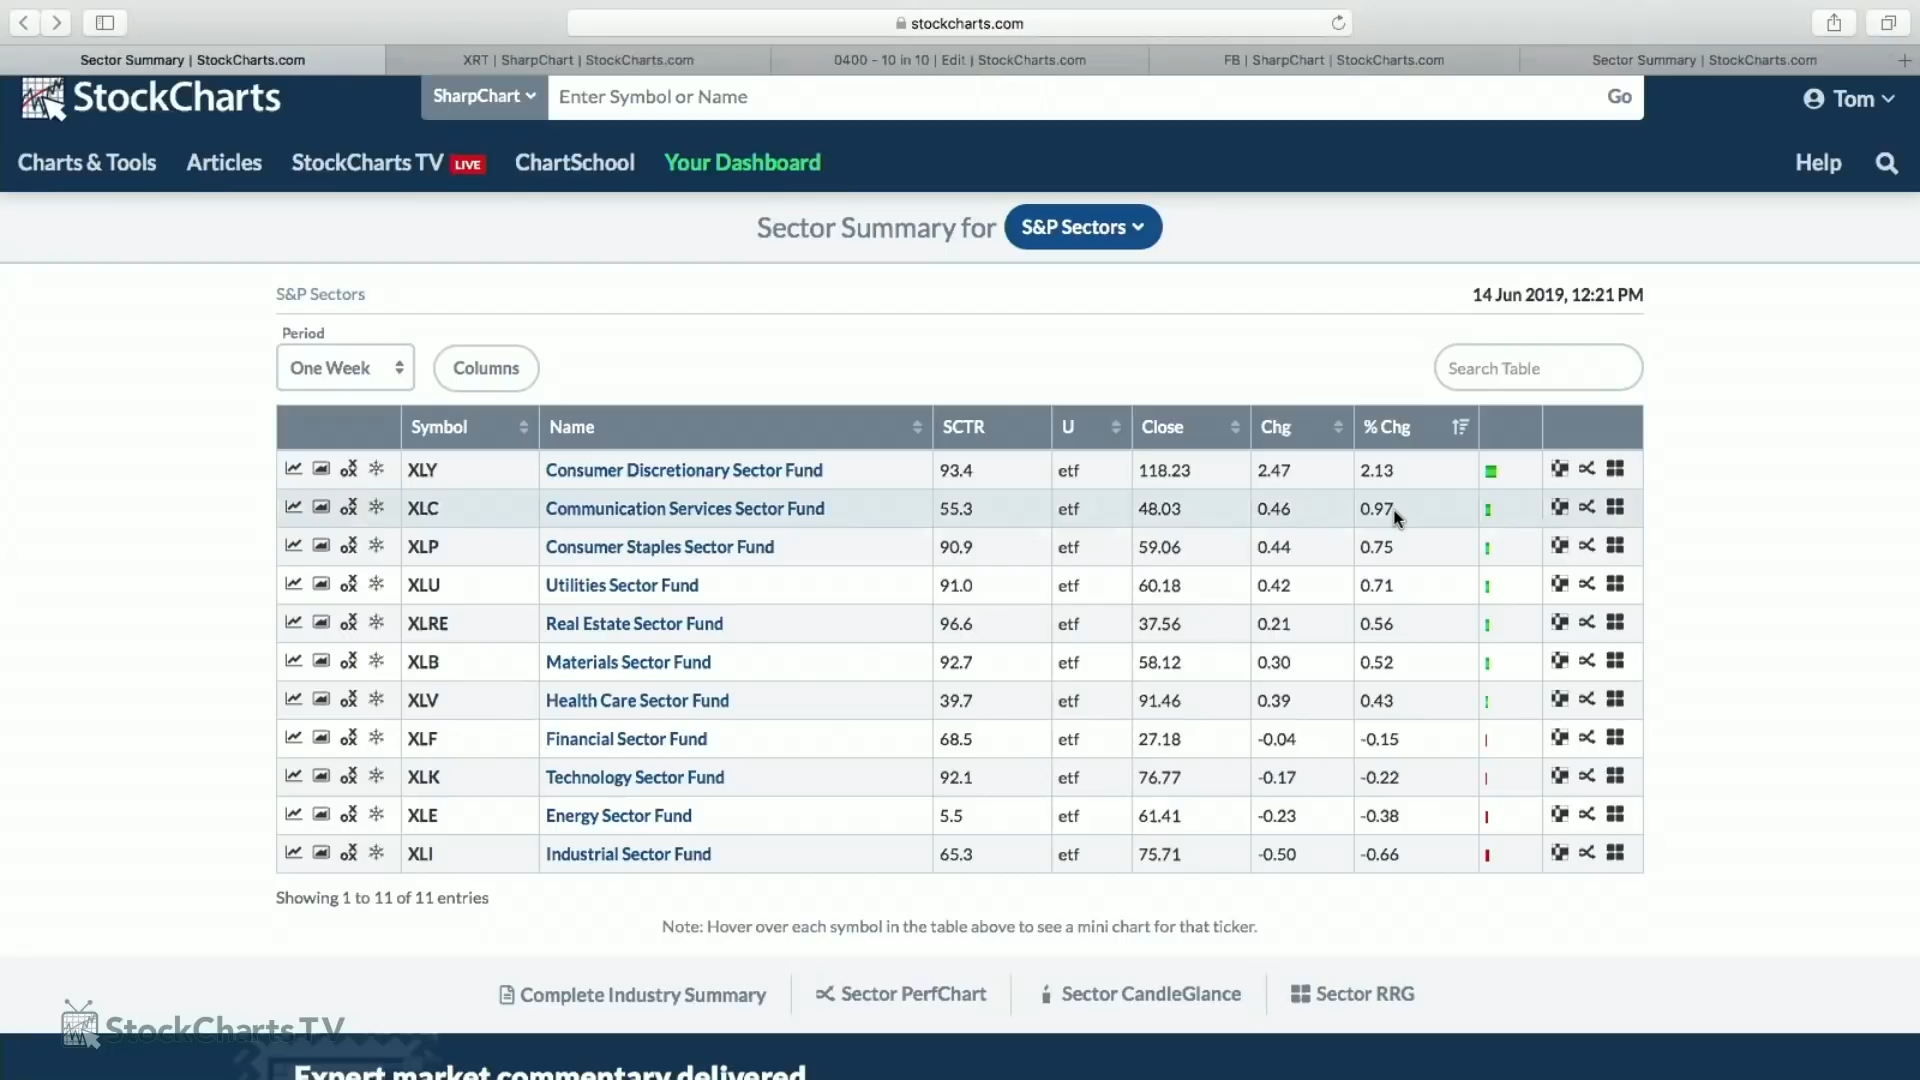 stockcharts.com
Sector Summary | StockCharts.com
XRT | SharpChart | StockCharts.com
0400 - 10 in 10 | Edit | StockCharts.com
FB | SharpChart | StockCharts.com
Sector Summary | StockCharts.com
StockCharts
SharpChart
Enter Symbol or Name
Go
Tom
Charts & Tools
Articles
StockCharts TV LIVE
ChartSchool
Your Dashboard
Help
Sector Summary for S&P Sectors
S&P Sectors
14 Jun 2019, 12:21 PM
Period
One Week
Columns
Search Table
Symbol Name SCTR U Close Chg % Chg
XLY Consumer Discretionary Sector Fund 93.4 etf 118.23 2.47 2.13
XLC Communication Services Sector Fund 55.3 etf 48.03 0.46 0.97
XLP Consumer Staples Sector Fund 90.9 etf 59.06 0.44 0.75
XLU Utilities Sector Fund 91.0 etf 60.18 0.42 0.71
XLRE Real Estate Sector Fund 96.6 etf 37.56 0.21 0.56
XLB Materials Sector Fund 92.7 etf 58.12 0.30 0.52
XLV Health Care Sector Fund 39.7 etf 91.46 0.39 0.43
XLF Financial Sector Fund 68.5 etf 27.18 -0.04 -0.15
XLK Technology Sector Fund 92.1 etf 76.77 -0.17 -0.22
XLE Energy Sector Fund 5.5 etf 61.41 -0.23 -0.38
XLI Industrial Sector Fund 65.3 etf 75.71 -0.50 -0.66
Showing 1 to 11 of 11 entries
Note: Hover over each symbol in the table above to see a mini chart for that ticker.
Complete Industry Summary
Sector PerfChart
Sector CandleGlance
Sector RRG
StockCharts TV
Expert market commentary delivered